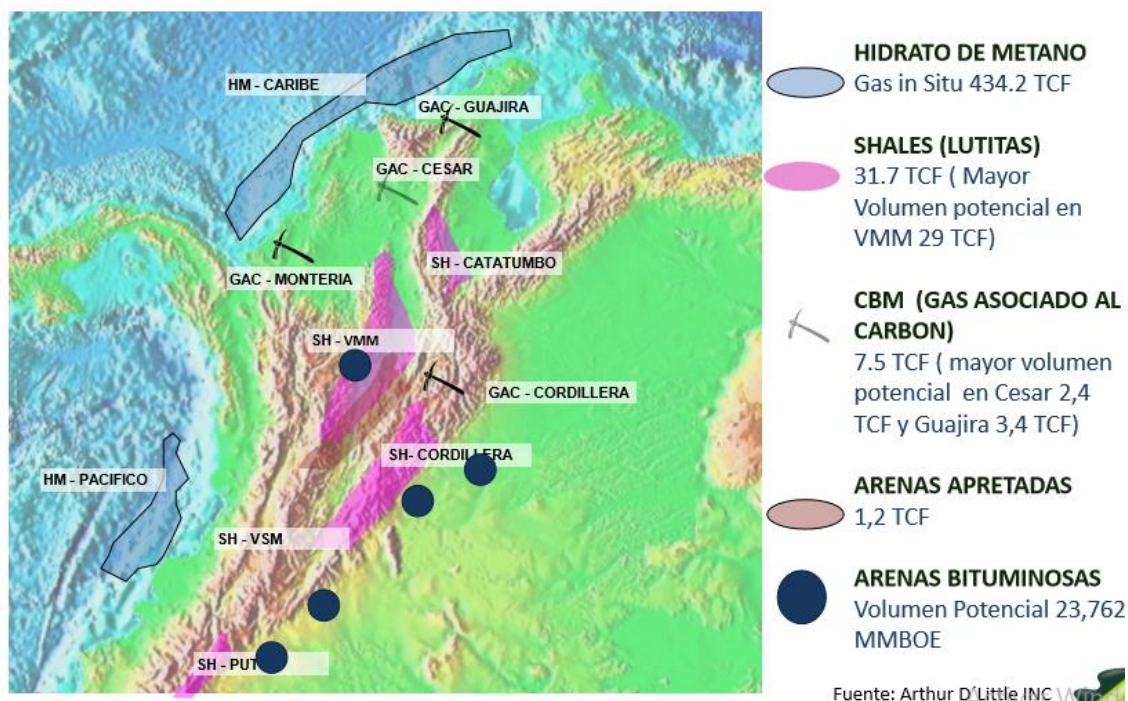 HM - CARIBE
GAC - GUAJIRA
GAC - CESAR
GAC - MONTERIA
SH - CATATUMBO
SH - VMM
GAC - CORDILLERA
SH- CORDILLERA
HM - PACIFICO
SH - VSM
SH - PUT
HIDRATO DE METANO
Gas in Situ 434.2 TCF
SHALES (LUTITAS)
31.7 TCF ( Mayor
Volumen potencial en
VMM 29 TCF)
CBM (GAS ASOCIADO AL
CARBON)
7.5 TCF ( mayor volumen
potencial en Cesar 2,4
TCF y Guajira 3,4 TCF)
ARENAS APRETADAS
1,2 TCF
ARENAS BITUMINOSAS
Volumen Potencial 23,762
MMBOE
Fuente: Arthur D Little INC